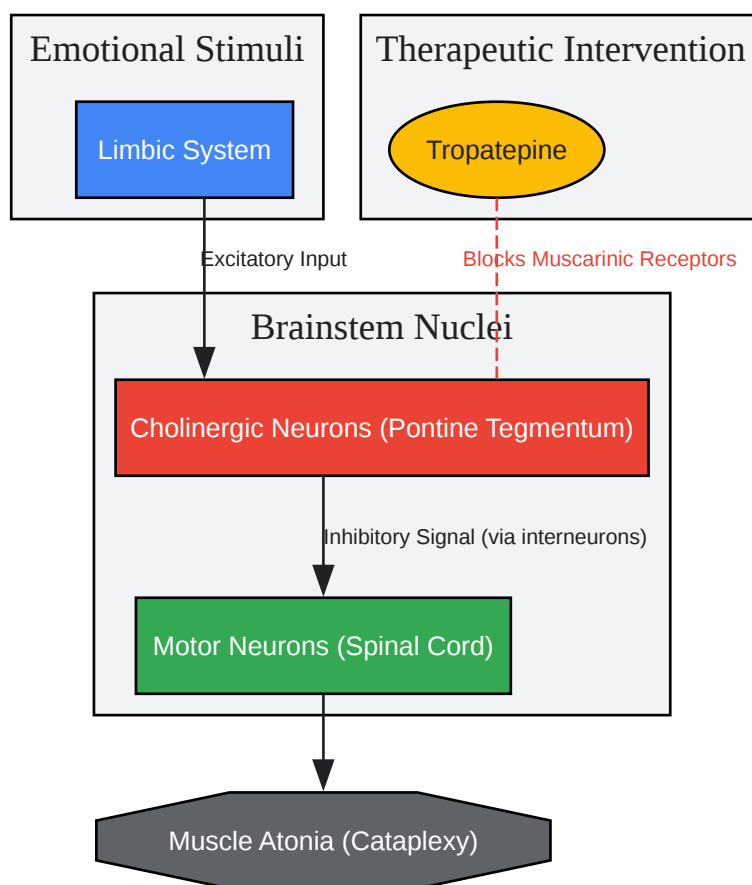 Emotional Stimuli
Therapeutic Intervention
Limbic System
Tropatepine
Excitatory Input
Blocks Muscarinic Receptors
Brainstem Nuclei
Cholinergic Neurons (Pontine Tegmentum)
Inhibitory Signal (via interneurons)
Motor Neurons (Spinal Cord)
Muscle Atonia (Cataplexy)